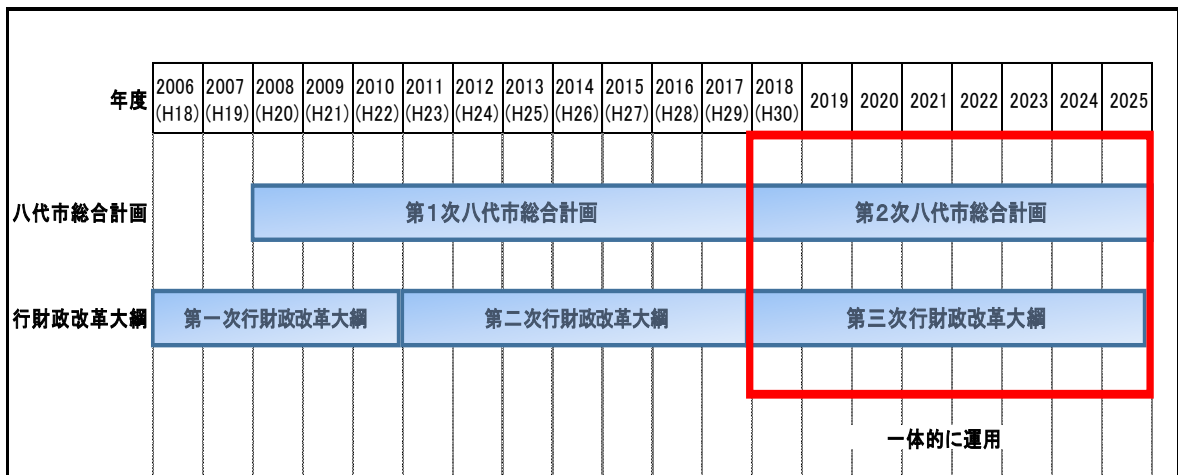 年度 2006 2007 2008 2009 2010 2011 2012 2013 2014 2015 2016 2017 2018 2019 2020 2021 2022 2023 2024 2025
(H18) (H19) (H20) (H21) (H22) (H23) (H24) (H25) (H26) (H27) (H28) (H29) (H30)
八代市総合計画 第1次八代市総合計画 第2次八代市総合計画
行財政改革大綱 第一次行財政改革大綱 第二次行財政改革大綱 第三次行財政改革大綱
一体的に運用